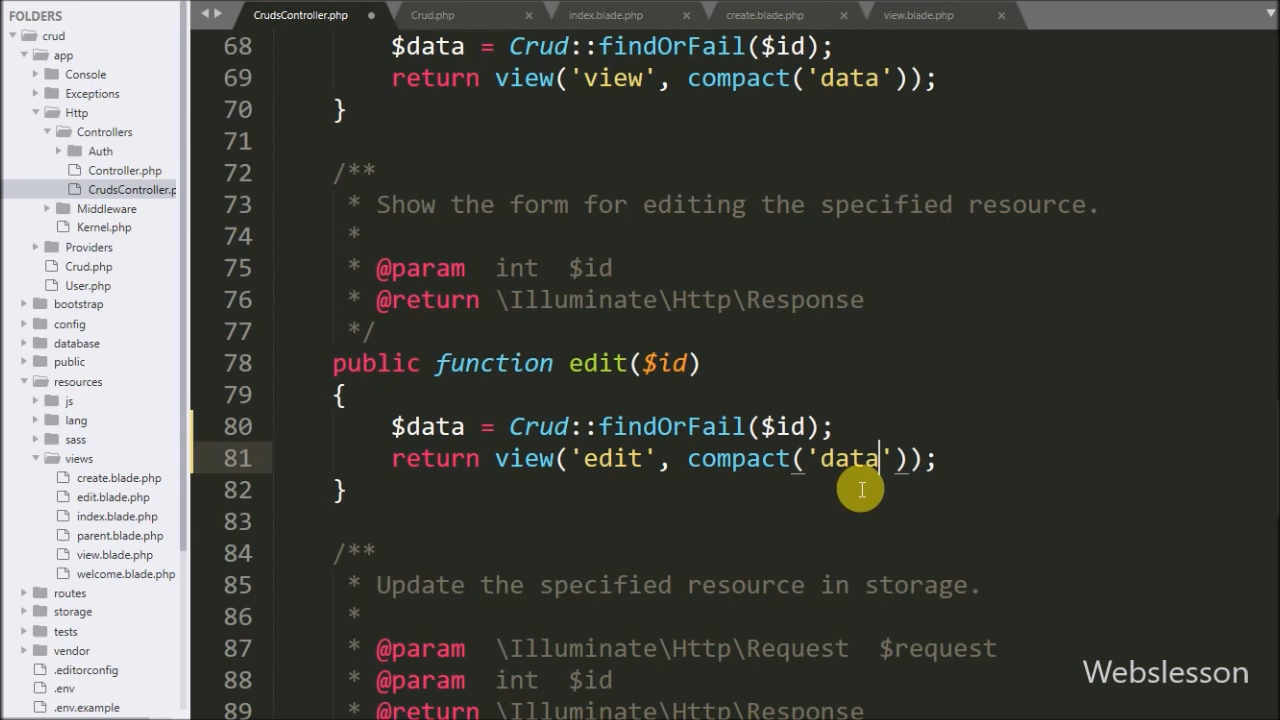 FOLDERS
crud
app
Console
Exceptions
Http
Controllers
Auth
Controller.php
CrudsController.p
Middleware
Kernel.php
Providers
Crud.php
User.php
bootstrap
config
database
public
resources
js
lang
sass
views
create.blade.php
edit.blade.php
index.blade.php
parent.blade.php
view.blade.php
welcome.blade.php
routes
storage
tests
vendor
.editorconfig
.env
.env.example
CrudsController.php Crud.php index.blade.php create.blade.php view.blade.php
68 $data = Crud::findOrFail($id);
69 return view('view', compact('data'));
70 }
71
72 /**
73 * Show the form for editing the specified resource.
74 *
75 * @param  int  $id
76 * @return \Illuminate\Http\Response
77 */
78 public function edit($id)
79 {
80 $data = Crud::findOrFail($id);
81 return view('edit', compact('data'));
82 }
83
84 /**
85 * Update the specified resource in storage.
86 *
87 * @param  \Illuminate\Http\Request  $request
88 * @param  int  $id
89 * @return \Illuminate\Http\Response
Webslesson